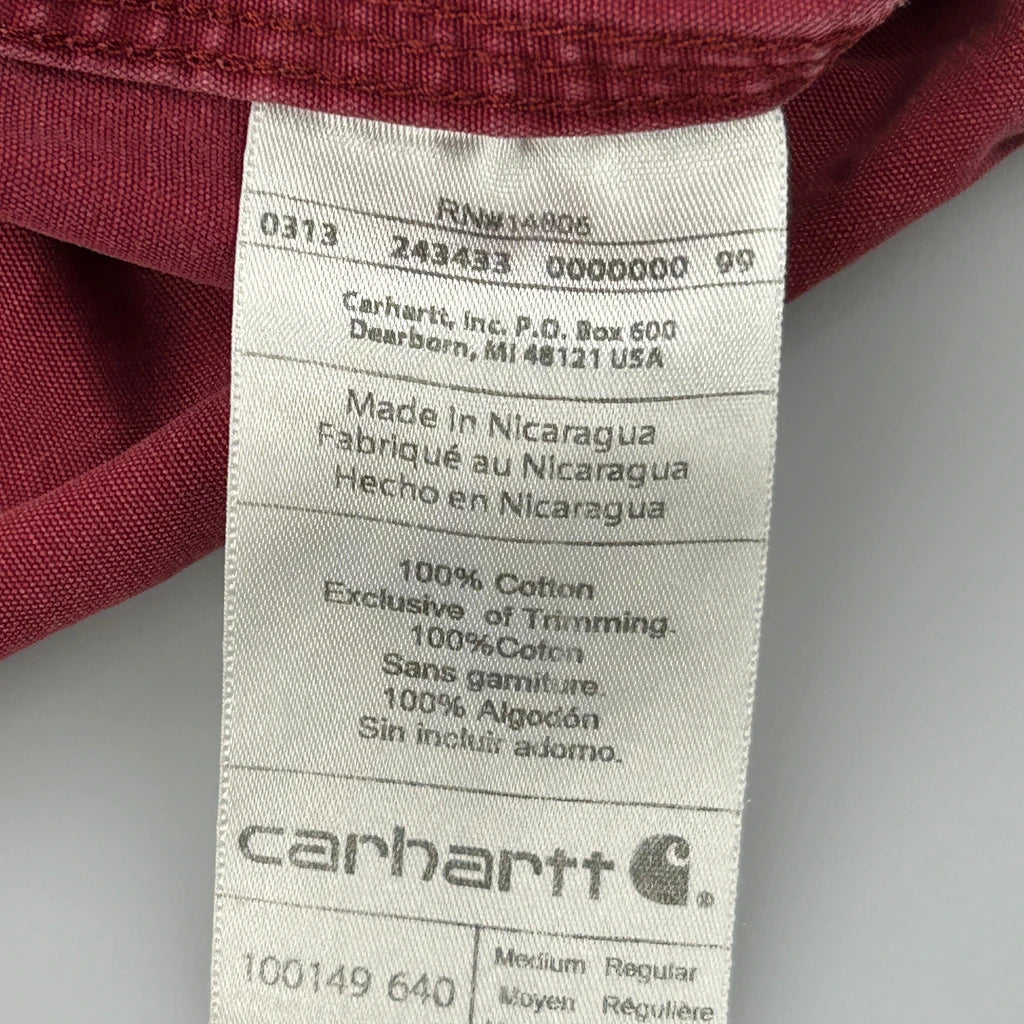 RN#14806
0313 243433 0000000 99
Carhartt, Inc. P.O. Box 600
Dearborn, MI 48121 USA
Made in Nicaragua
Fabriqué au Nicaragua
Hecho en Nicaragua
100% Cotton
Exclusive of Trimming.
100%Coton
Sans garniture.
100% Algodón
Sin incluir adorno.
carhartt ®
100149 640
Medium Regular
Moyen Régulière